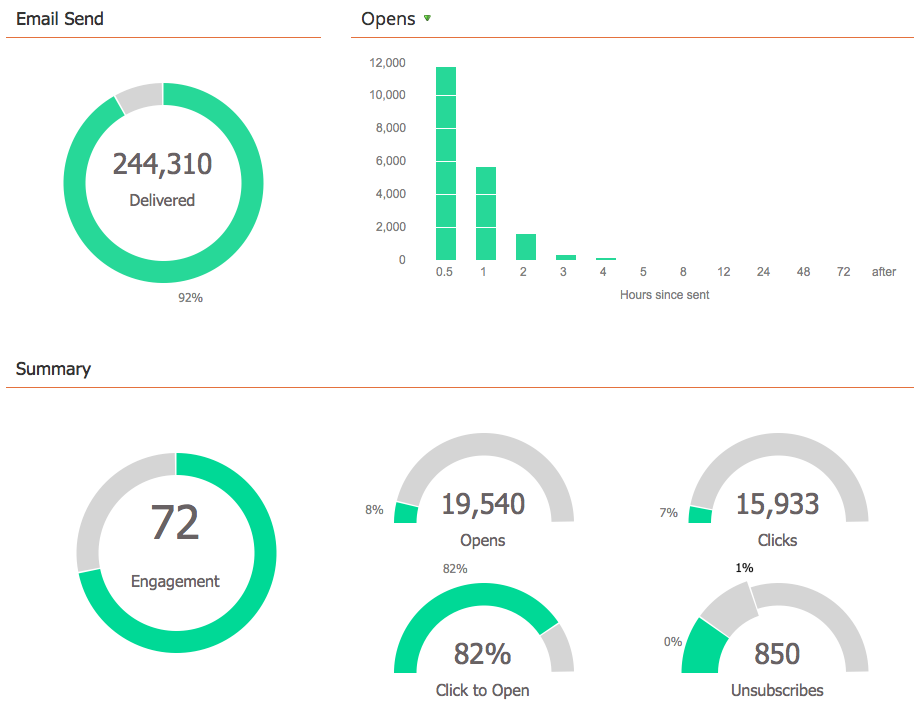 Email Send
Opens
244,310
Delivered
92%
12,000
10,000
8,000
6,000
4,000
2,000
0
0.5 1 2 3 4 5 8 12 24 48 72 after
Hours since sent
Summary
72
Engagement
8%
19,540
Opens
7%
15,933
Clicks
82%
82%
Click to Open
1%
0%
850
Unsubscribes